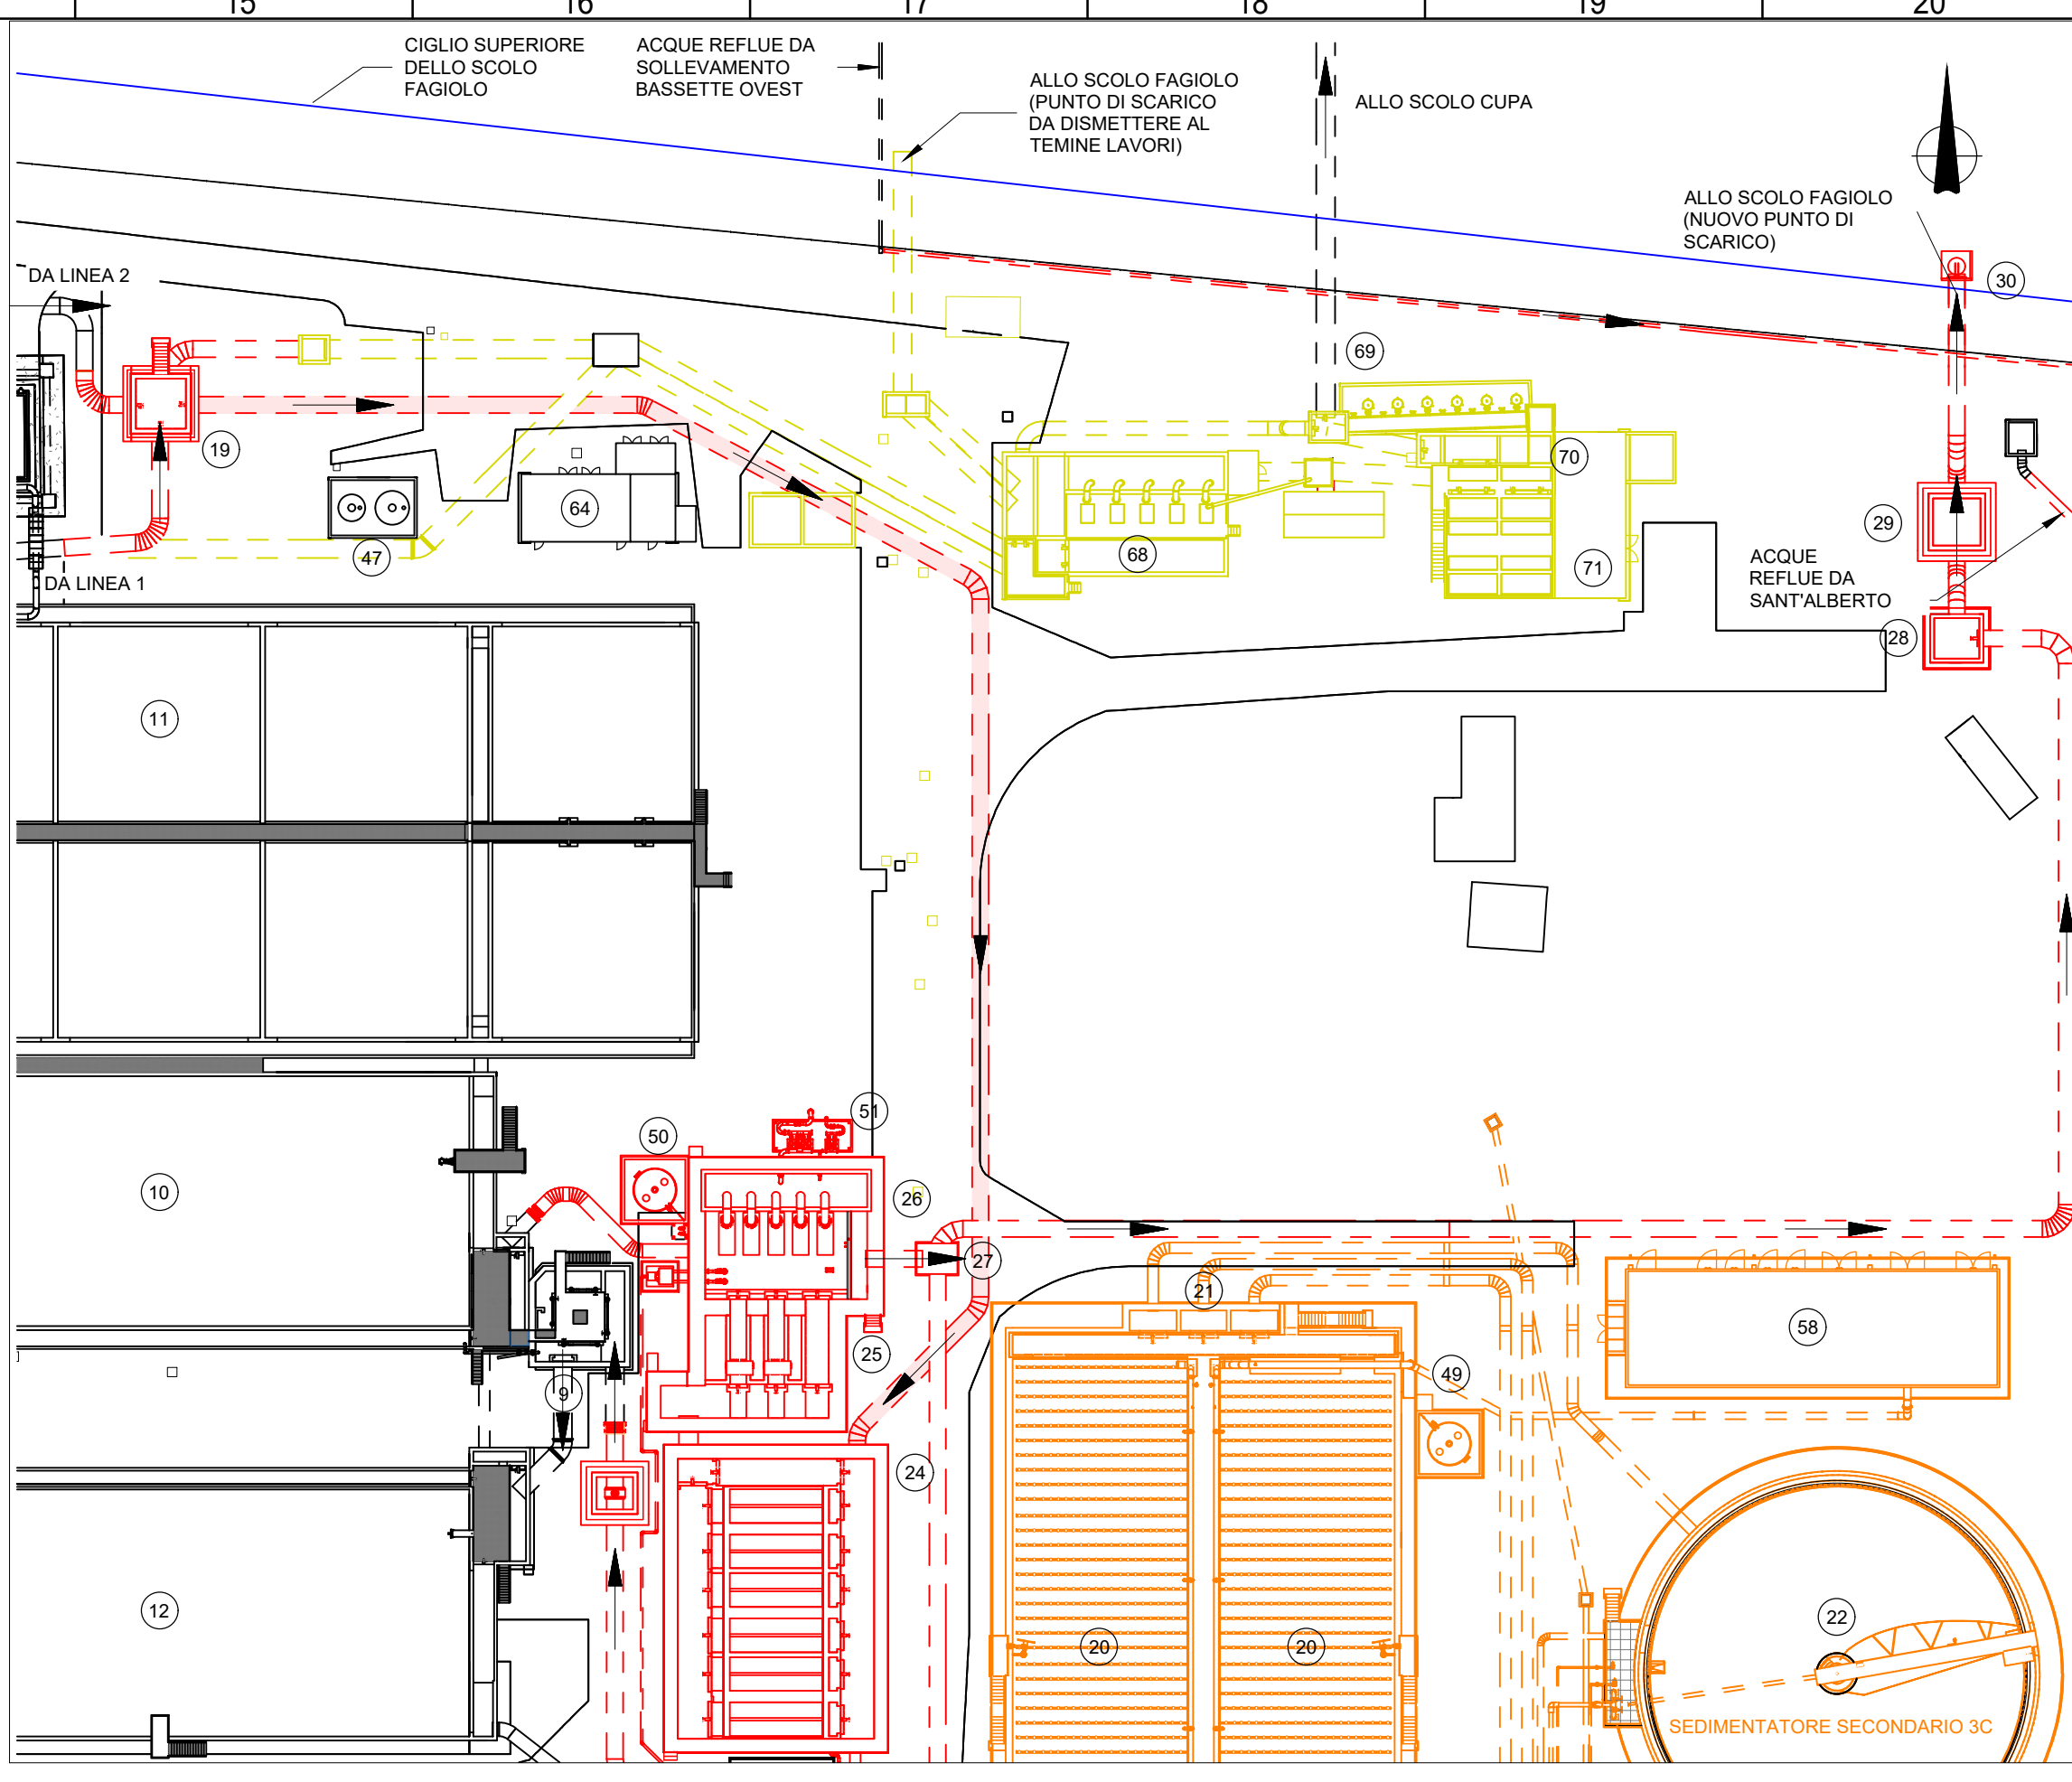 15
16
17
18
19
20
CIGLIO SUPERIORE
DELLO SCOLO
FAGIOLO
ACQUE REFLUE DA
SOLLEVAMENTO
BASSETTE OVEST
ALLO SCOLO FAGIOLO
(PUNTO DI SCARICO
DA DISMETTERE AL
TEMINE LAVORI)
ALLO SCOLO CUPA
ALLO SCOLO FAGIOLO
(NUOVO PUNTO DI
SCARICO)
DA LINEA 2
30
69
19
70
64
29
47
68
71
ACQUE
REFLUE DA
SANT'ALBERTO
DA LINEA 1
28
11
51
50
10
26
27
21
58
25
49
9
24
12
22
20
20
SEDIMENTATORE SECONDARIO 3C